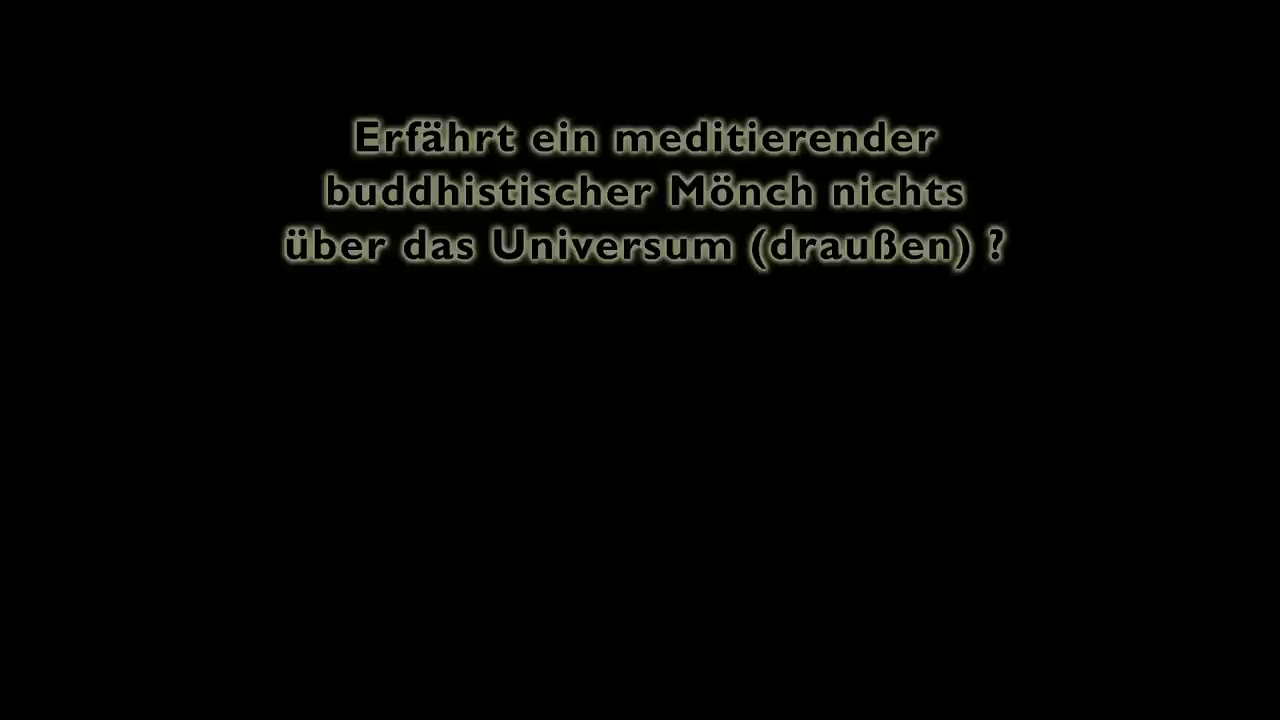 Erfährt ein meditierender
buddhistischer Mönch nichts
über das Universum (draußen) ?